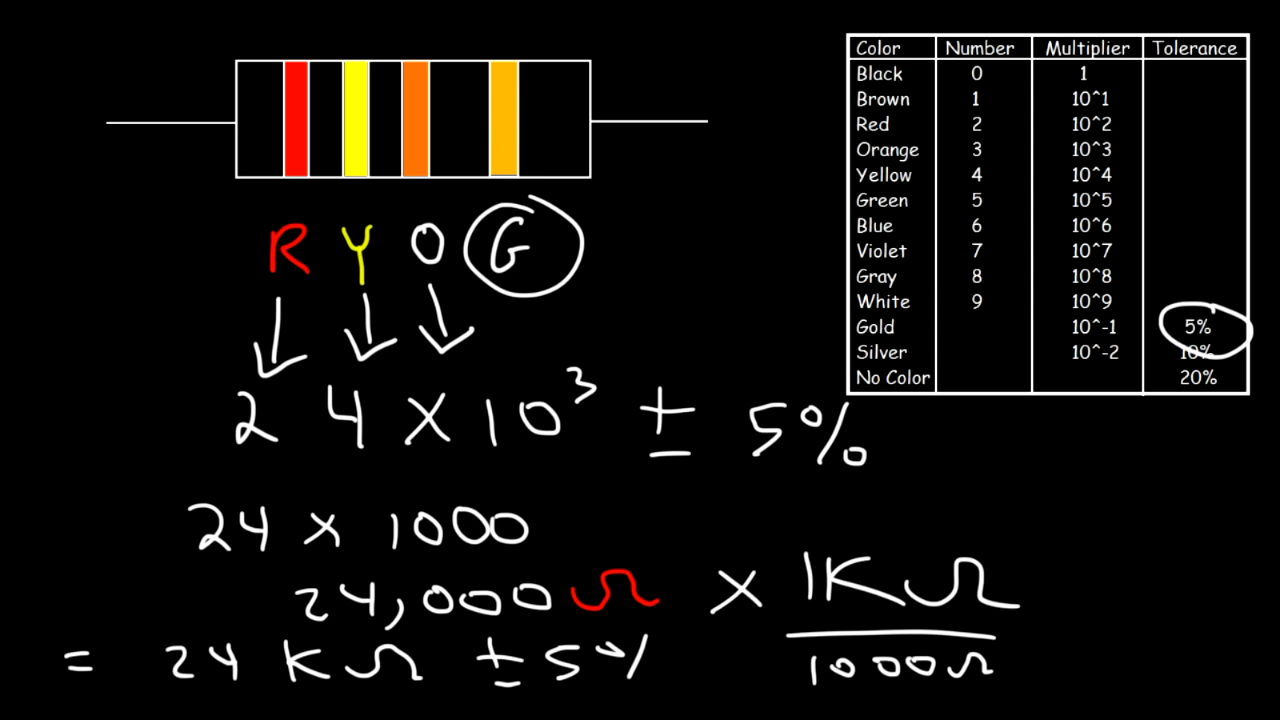 Color Number Multiplier Tolerance
Black 0 1
Brown 1 10^1
Red 2 10^2
Orange 3 10^3
Yellow 4 10^4
Green 5 10^5
Blue 6 10^6
Violet 7 10^7
Gray 8 10^8
White 9 10^9
Gold 10^-1 5%
Silver 10^-2 10%
No Color 20%
R Y O G
2 4 x 10³ ± 5%
24 x 1000
24,000 Ω x 1KΩ
1000Ω
= 24 KΩ ± 5%